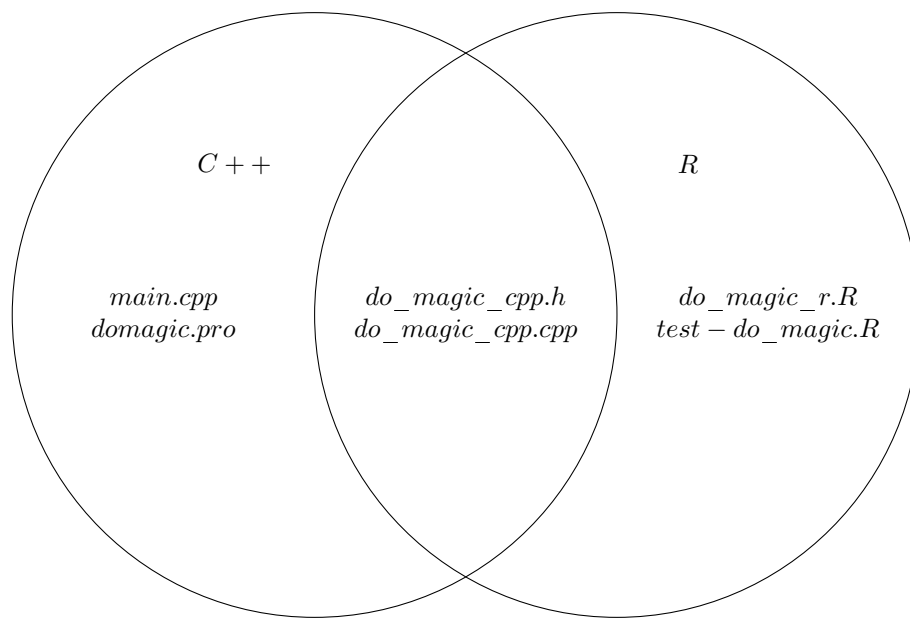 C + +
R
main.cpp
domagic.pro
do_magic_cpp.h
do_magic_cpp.cpp
do_magic_r.R
test − do_magic.R